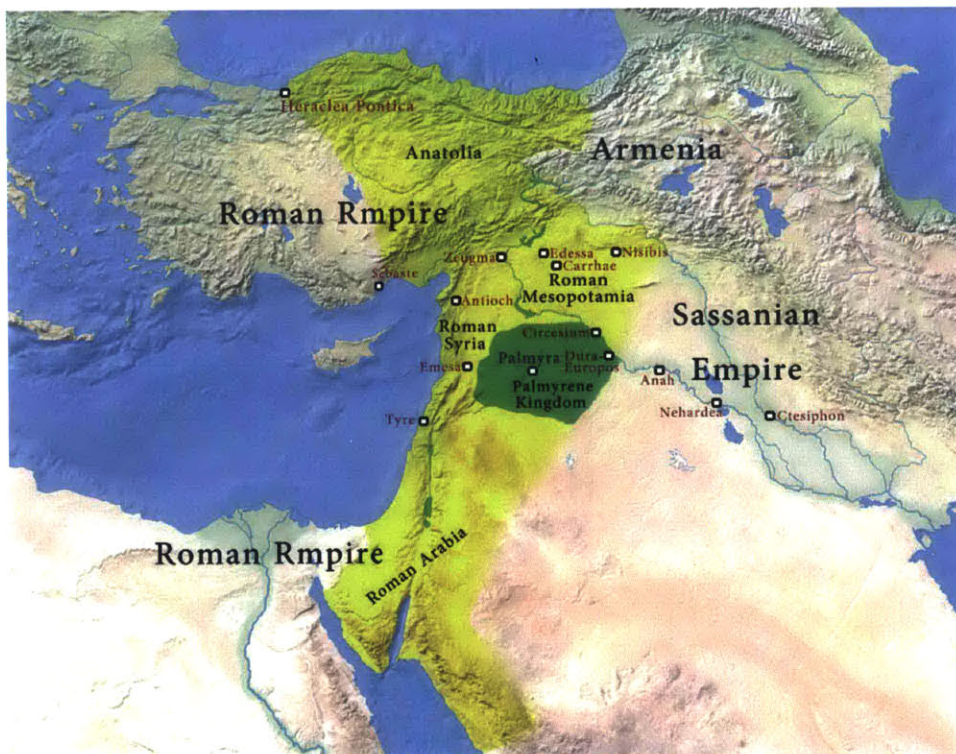 Heraclea Pontica
Anatolia
Armenia
Roman Rmpire
Zeugma
Edessa
Nisibis
Carrhae
Sebaste
Roman
Mesopotamia
Antioch
Roman
Syria
Circesium
Sassanian
Empire
Emesa
Palmyra
Dura-
Europos
Palmyrene
Kingdom
Anah
Nehardea
Ctesiphon
Tyre
Roman Rmpire
Roman Arabia